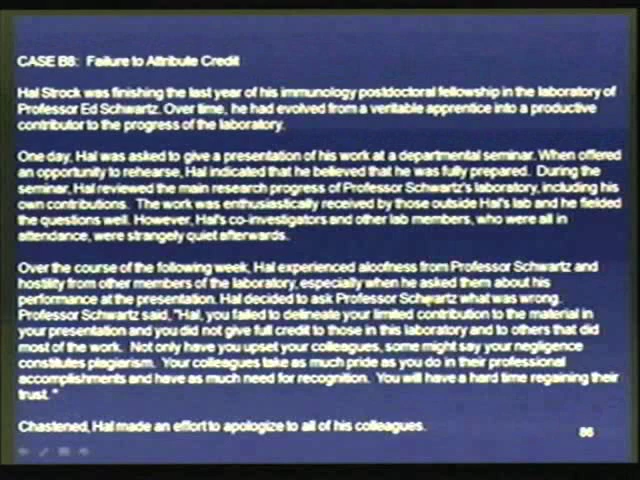 CASE B8: Failure to Attribute Credit
Hal Strock was finishing the last year of his immunology postdoctoral fellowship in the laboratory of
Professor Ed Schwartz. Over time, he had evolved from a veritable apprentice into a productive
contributor to the progress of the laboratory.
One day, Hal was asked to give a presentation of his work at a departmental seminar. When offered
an opportunity to rehearse, Hal indicated that he believed that he was fully prepared. During the
seminar, Hal reviewed the main research progress of Professor Schwartz's laboratory, including his
own contributions. The work was enthusiastically received by those outside Hal's lab and he fielded
the questions well. However, Hal's co-investigators and other lab members, who were all in
attendance, were strangely quiet afterwards.
Over the course of the following week, Hal experienced aloofness from Professor Schwartz and
hostility from other members of the laboratory, especially when he asked them about his
performance at the presentation. Hal decided to ask Professor Schwartz what was wrong.
Professor Schwartz said, "Hal, you failed to delineate your limited contribution to the material in
your presentation and you did not give full credit to those in this laboratory and to others that did
most of the work. Not only have you upset your colleagues, some might say your negligence
constitutes plagiarism. Your colleagues take as much pride as you do in their professional
accomplishments and have as much need for recognition. You will have a hard time regaining their
trust. "
Chastened, Hal made an effort to apologize to all of his colleagues.
86